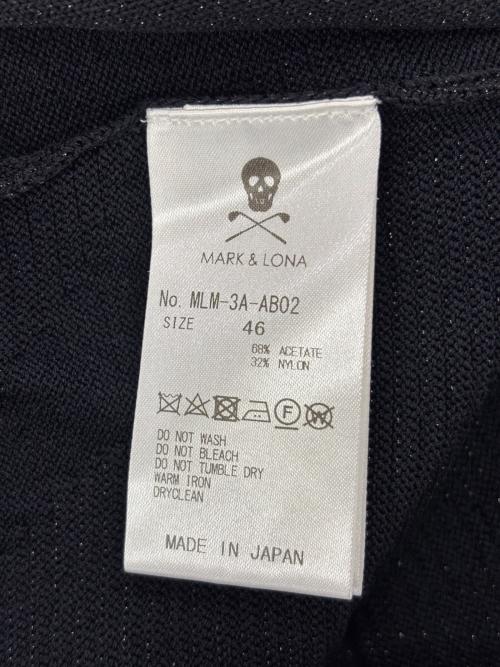 MARK & LONA
No. MLM-3A-AB02
SIZE 46
68% ACETATE
32% NYLON
F W
DO NOT WASH
DO NOT BLEACH
DO NOT TUMBLE DRY
WARM IRON
DRYCLEAN
MADE IN JAPAN